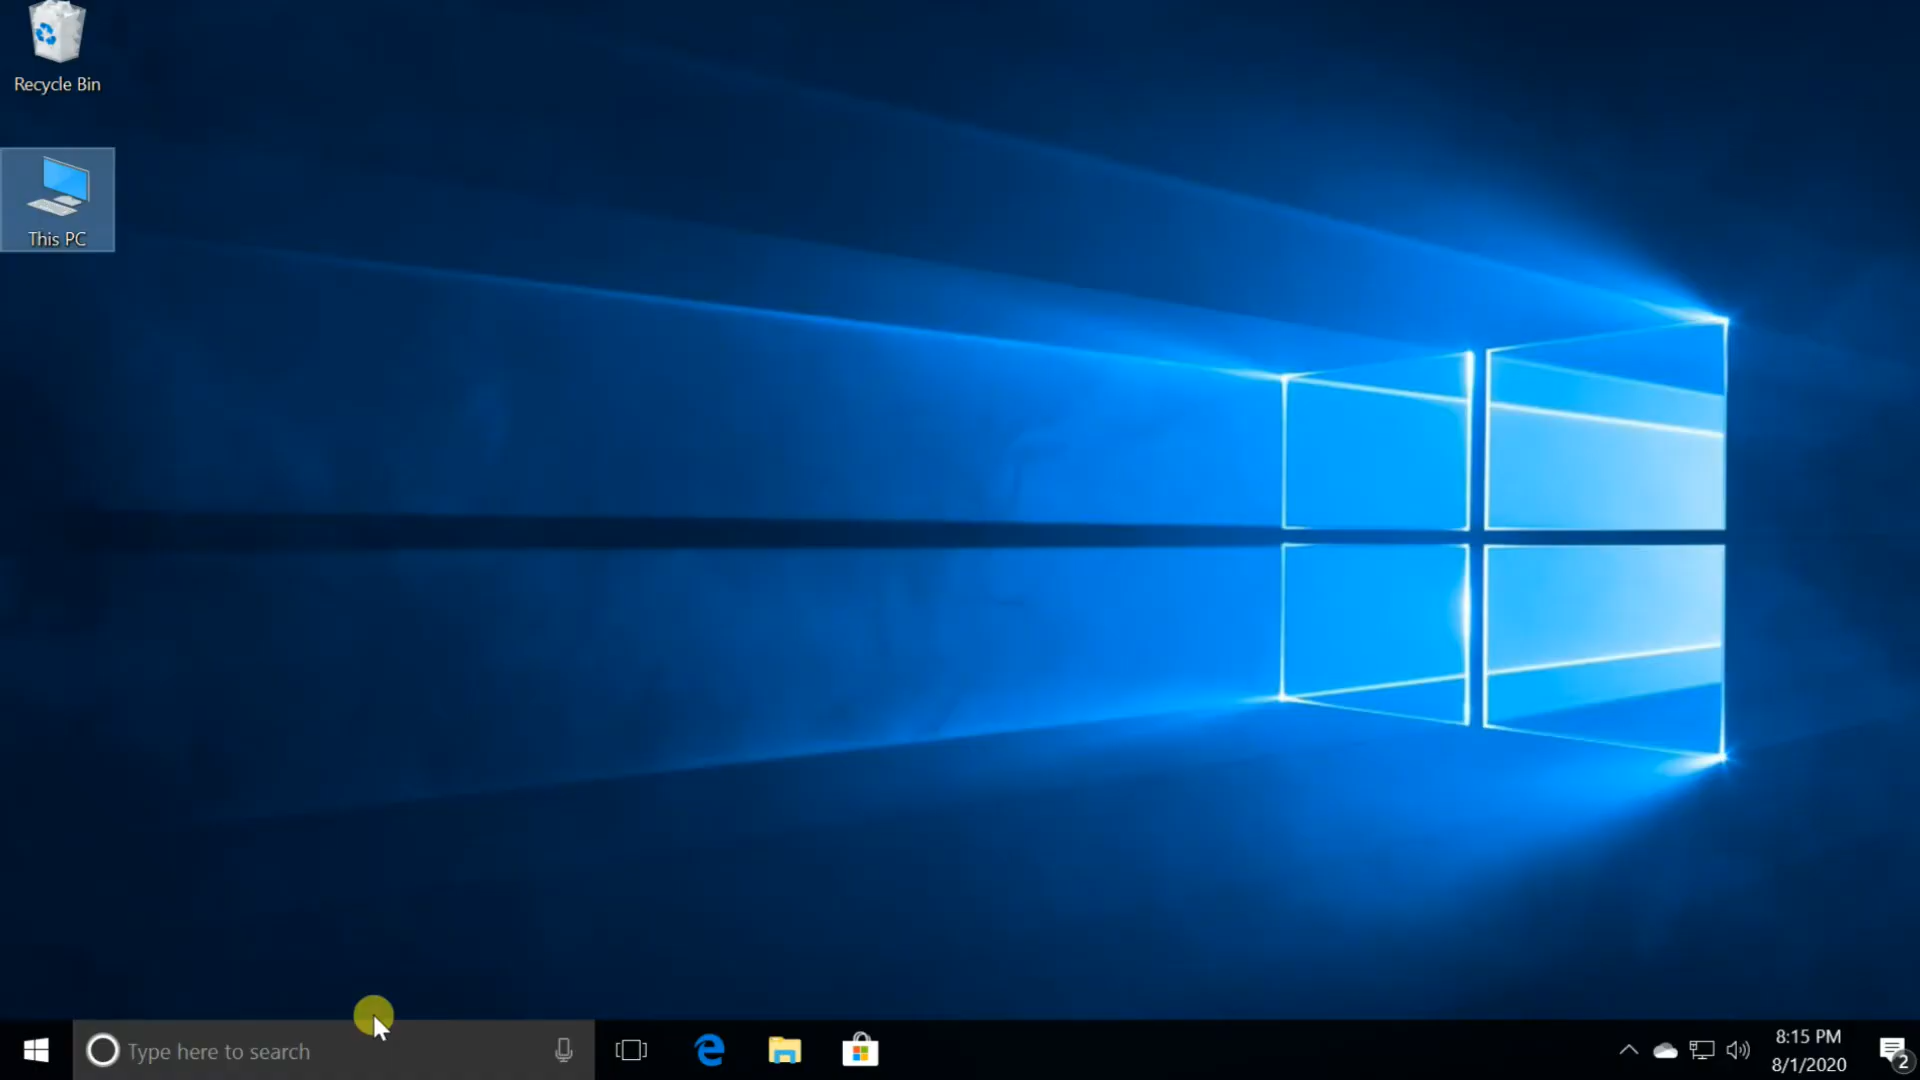 Recycle Bin
This PC
Type here to search
8:15 PM
8/1/2020
2